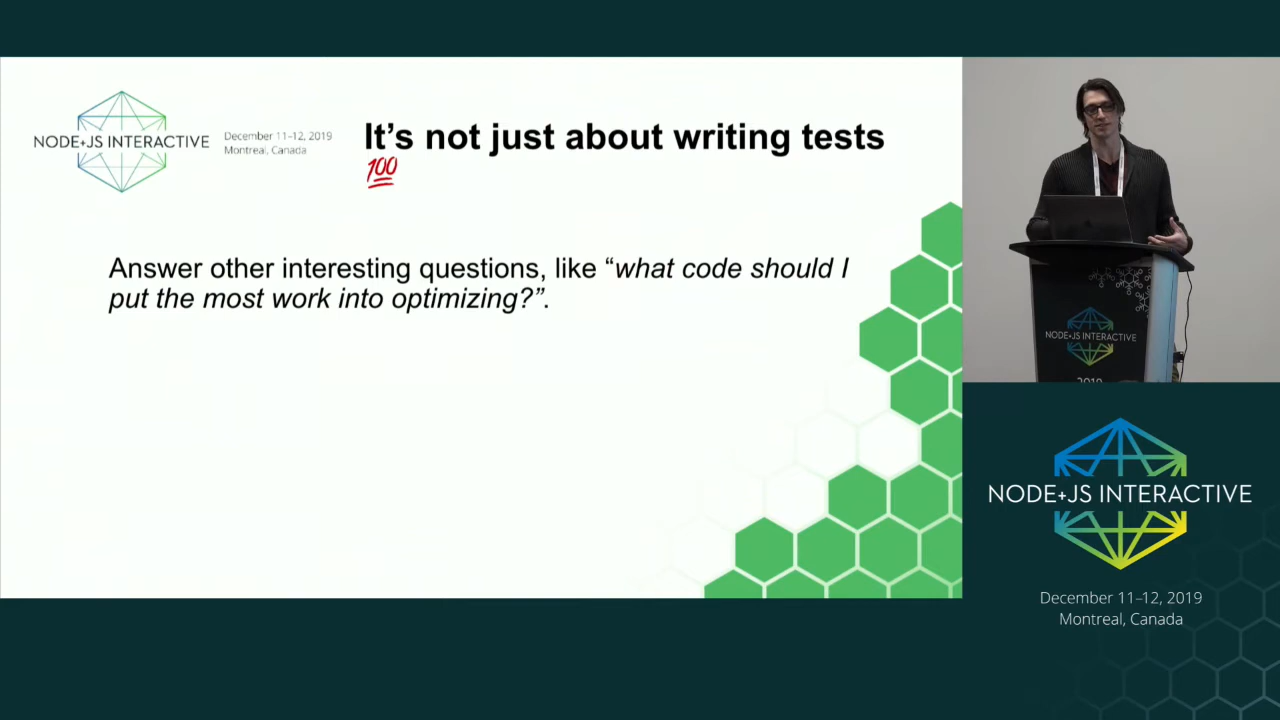 NODE+JS INTERACTIVE
December 11–12, 2019
Montreal, Canada
It's not just about writing tests
💯
Answer other interesting questions, like “what code should I
put the most work into optimizing?”.
NODE+JS INTERACTIVE
NODE+JS INTERACTIVE
December 11–12, 2019
Montreal, Canada